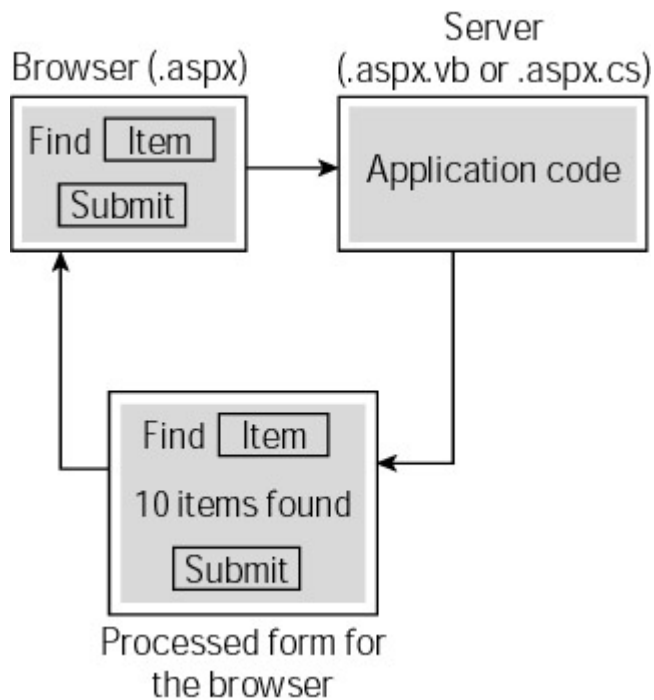 Browser (.aspx)
Find Item
Submit
Server
(.aspx.vb or .aspx.cs)
Application code
Find Item
10 items found
Submit
Processed form for
the browser